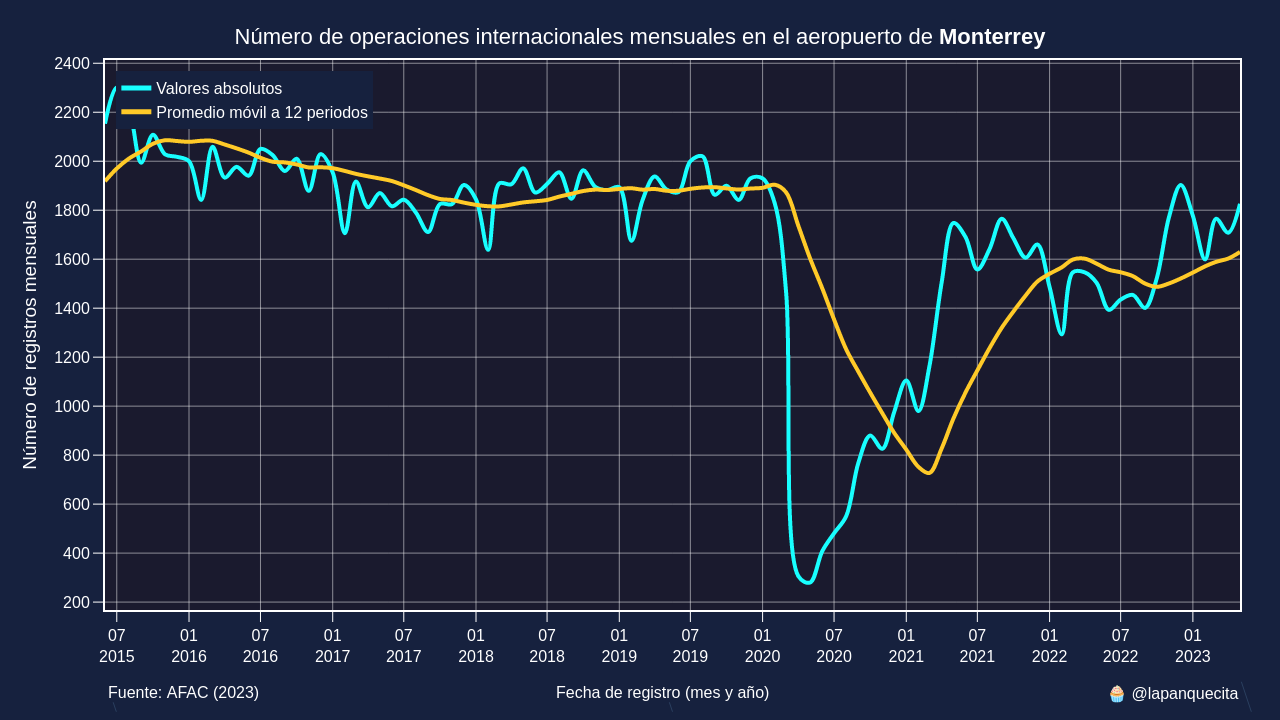 Número de operaciones internacionales mensuales en el aeropuerto de Monterrey
Número de registros mensuales
2400
2200
2000
1800
1600
1400
1200
1000
800
600
400
200
Valores absolutos
Promedio móvil a 12 periodos
07 01 07 01 07 01 07 01 07 01 07 01 07 01 07 01
2015 2016 2016 2017 2017 2018 2018 2019 2019 2020 2020 2021 2021 2022 2022 2023
Fuente: AFAC (2023) Fecha de registro (mes y año) 🧁 @lapanquecita